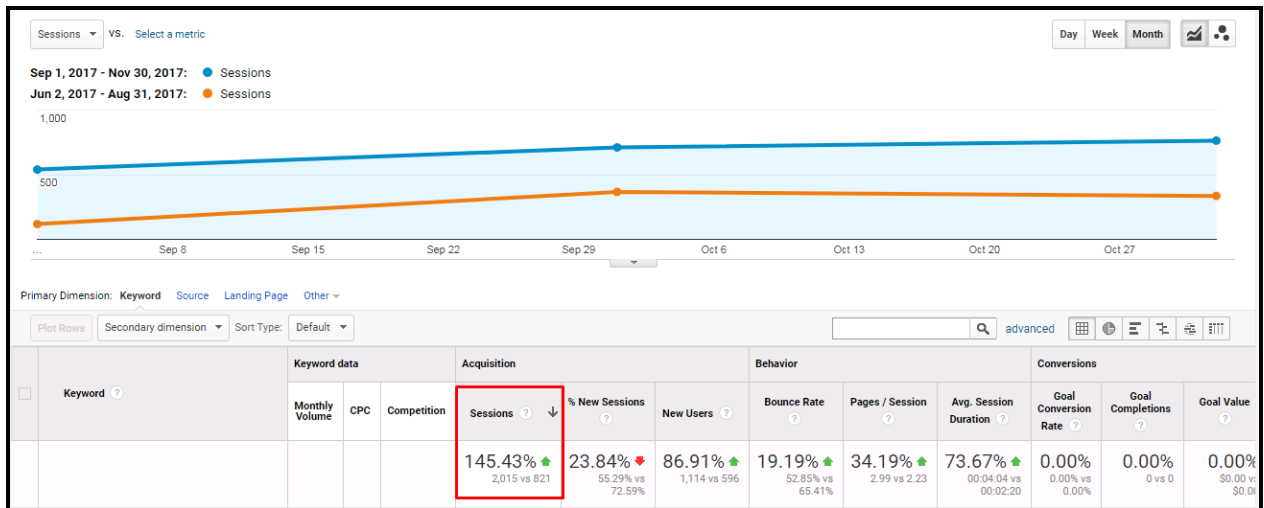 Sessions VS. Select a metric
Day Week Month
Sep 1, 2017 - Nov 30, 2017: Sessions
Jun 2, 2017 - Aug 31, 2017: Sessions
1,000
500
... Sep 8 Sep 15 Sep 22 Sep 29 Oct 6 Oct 13 Oct 20 Oct 27
Primary Dimension: Keyword Source Landing Page Other
Plot Rows Secondary dimension Sort Type: Default advanced
Keyword data Acquisition Behavior Conversions
Keyword ?
Monthly Volume CPC Competition Sessions ? % New Sessions ? New Users ? Bounce Rate ? Pages / Session ? Avg. Session Duration ? Goal Conversion Rate ? Goal Completions ? Goal Value ?
145.43% 23.84% 86.91% 19.19% 34.19% 73.67% 0.00% 0.00% 0.00%
2,015 vs 821 55.29% vs 72.59% 1,114 vs 596 52.85% vs 65.41% 2.99 vs 2.23 00:04:04 vs 00:02:20 0.00% vs 0.00% 0 vs 0 $0.00